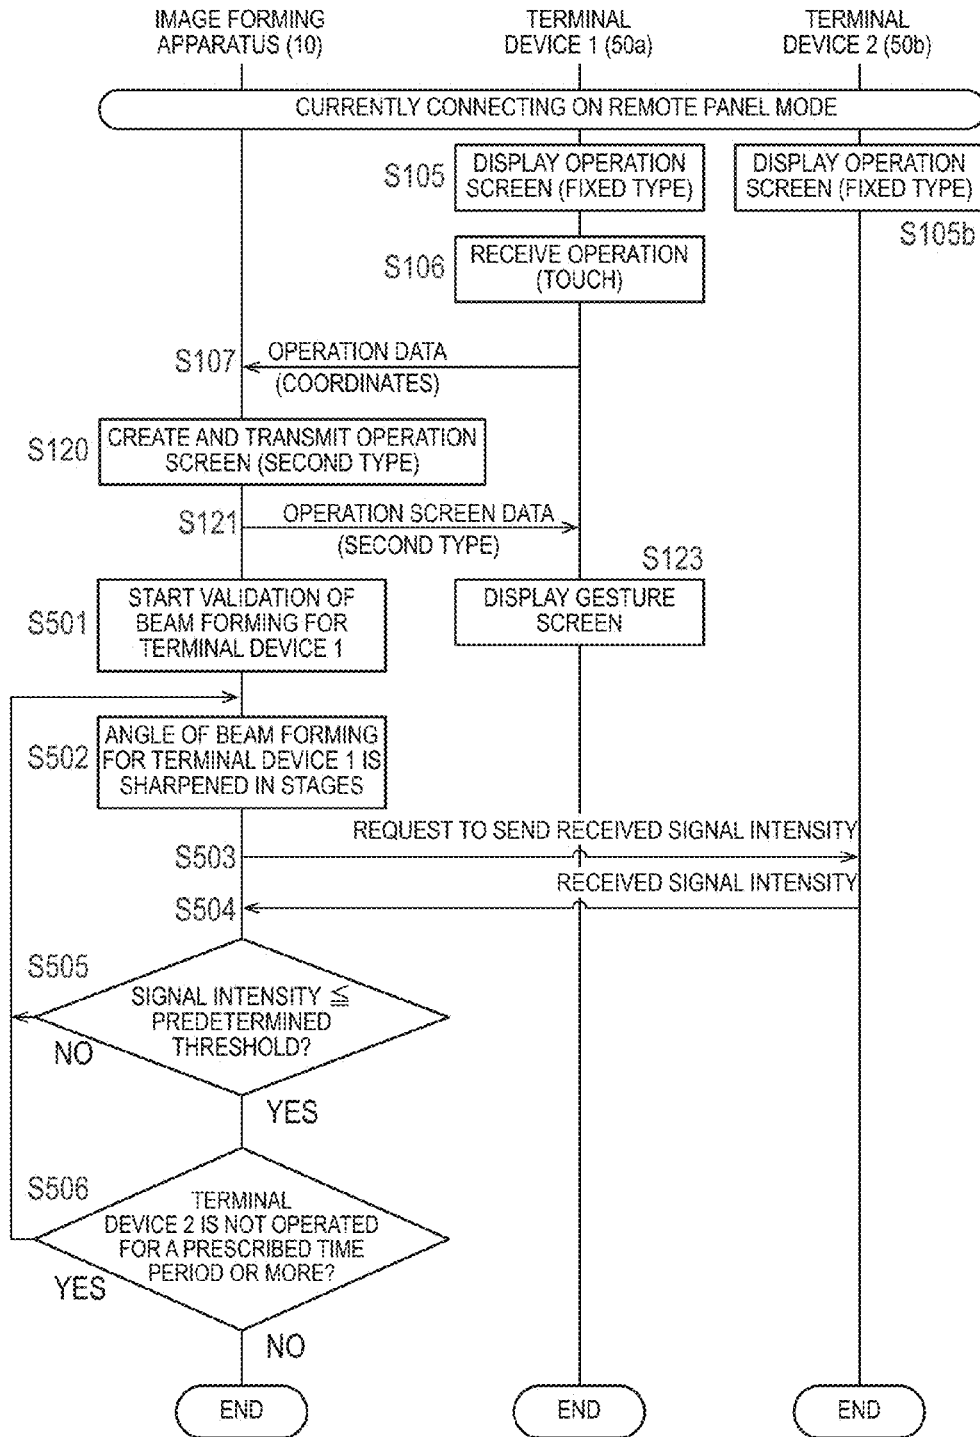 IMAGE FORMING
APPARATUS (10)
TERMINAL
DEVICE 1 (50a)
TERMINAL
DEVICE 2 (50b)
CURRENTLY CONNECTING ON REMOTE PANEL MODE
S105
DISPLAY OPERATION
SCREEN (FIXED TYPE)
DISPLAY OPERATION
SCREEN (FIXED TYPE)
S105b
S106
RECEIVE OPERATION
(TOUCH)
S107
OPERATION DATA
(COORDINATES)
S120
CREATE AND TRANSMIT OPERATION
SCREEN (SECOND TYPE)
S121
OPERATION SCREEN DATA
(SECOND TYPE)
S123
DISPLAY GESTURE
SCREEN
S501
START VALIDATION OF
BEAM FORMING FOR
TERMINAL DEVICE 1
S502
ANGLE OF BEAM FORMING
FOR TERMINAL DEVICE 1 IS
SHARPENED IN STAGES
REQUEST TO SEND RECEIVED SIGNAL INTENSITY
S503
RECEIVED SIGNAL INTENSITY
S504
S505
SIGNAL INTENSITY ≦
PREDETERMINED
THRESHOLD?
NO
YES
S506
TERMINAL
DEVICE 2 IS NOT OPERATED
FOR A PRESCRIBED TIME
PERIOD OR MORE?
YES
NO
END
END
END